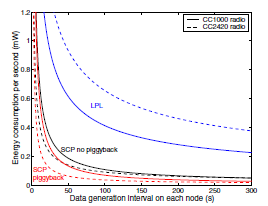 1.2
1
0.8
0.6
0.4
0.2
0
Energy consumption per second (mW)
CC1000 radio
CC2420 radio
LPL
SCP no piggyback
SCP
piggyback
0
50
100
150
200
250
300
Data generation interval on each node (s)